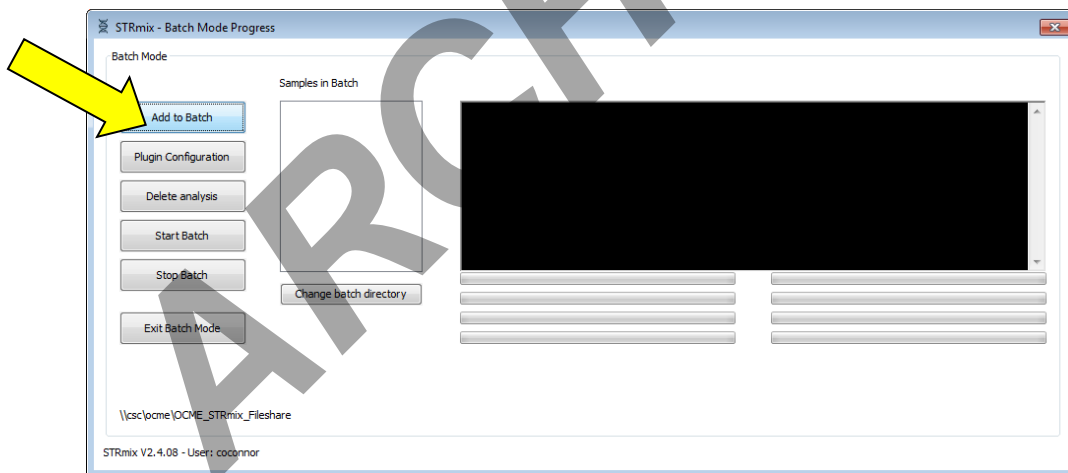 STRmix - Batch Mode Progress
Batch Mode
Samples in Batch
Add to Batch
Plugin Configuration
Delete analysis
Start Batch
Stop Batch
Change batch directory
Exit Batch Mode
\\csc\ocme\OCME_STRmix_Fileshare
STRmix V2.4.08 - User: coconnor